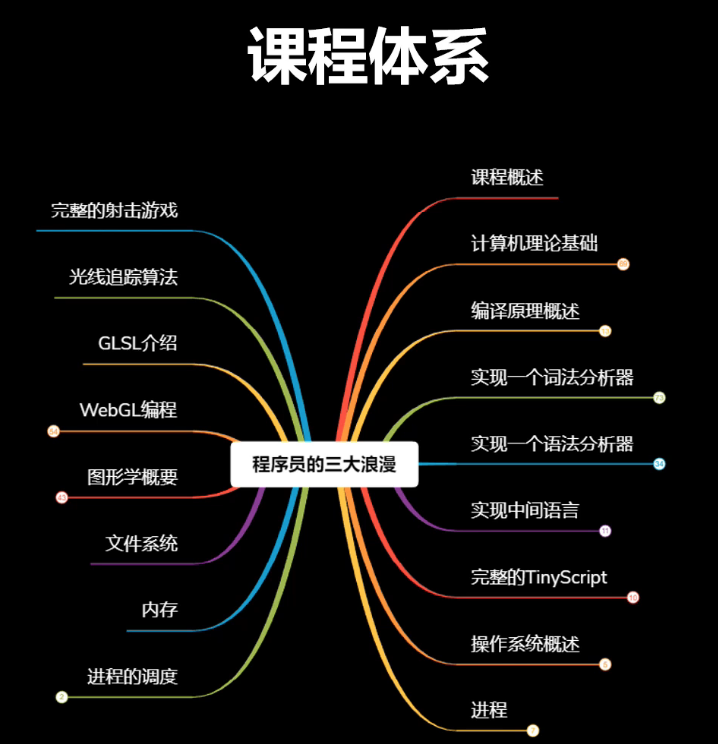 课程体系
课程概述
计算机理论基础
编译原理概述
实现一个词法分析器
实现一个语法分析器
实现中间语言
完整的TinyScript
操作系统概述
进程
程序员的三大浪漫
完整的射击游戏
光线追踪算法
GLSL介绍
WebGL编程
图形学概要
文件系统
内存
进程的调度